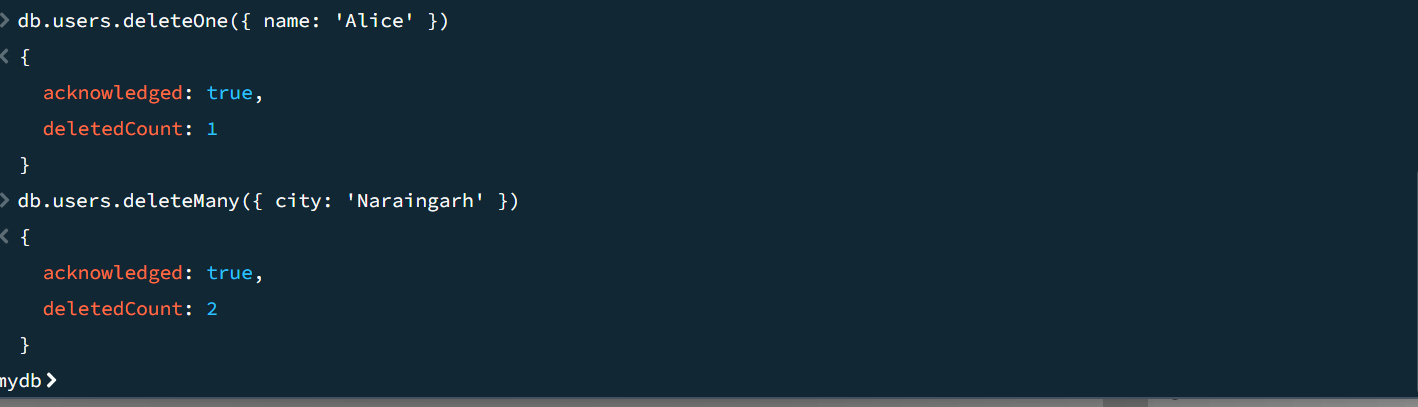 > db.users.deleteOne({ name: 'Alice' })
< {
acknowledged: true,
deletedCount: 1
}
> db.users.deleteMany({ city: 'Naraingarh' })
< {
acknowledged: true,
deletedCount: 2
}
mydb>